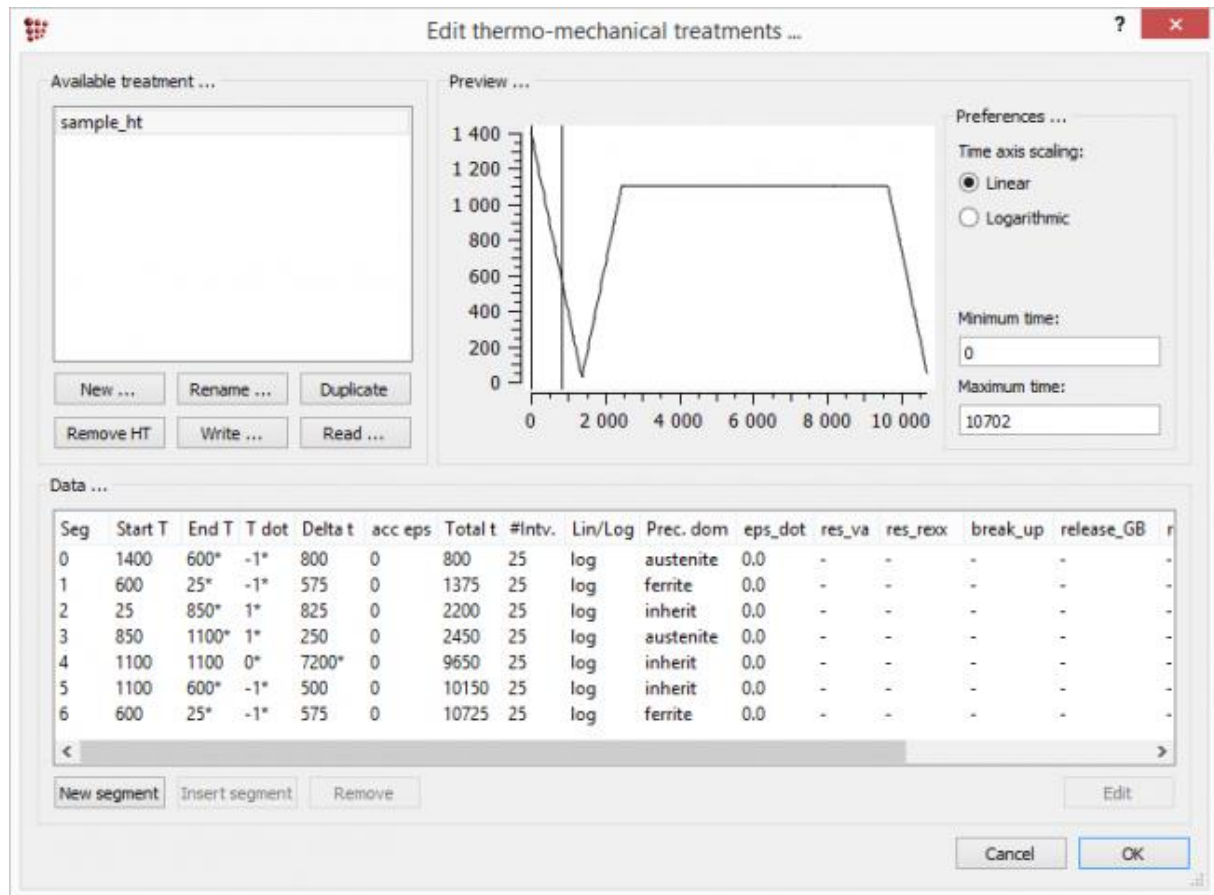 Edit thermo-mechanical treatments ...
?
×
Available treatment ...
sample_ht
New ...
Rename ...
Duplicate
Remove HT
Write ...
Read ...
Preview ...
1 400
1 200
1 000
800
600
400
200
0
0 2 000 4 000 6 000 8 000 10 000
Preferences ...
Time axis scaling:
Linear
Logarithmic
Minimum time:
0
Maximum time:
10702
Data ...
Seg Start T End T T dot Delta t acc eps Total t #Intv. Lin/Log Prec. dom eps_dot res_va res_rexx break_up release_GB r
0 1400 600* -1* 800 0 800 25 log austenite 0.0 - - - - -
1 600 25* -1* 575 0 1375 25 log ferrite 0.0 - - - - -
2 25 850* 1* 825 0 2200 25 log inherit 0.0 - - - - -
3 850 1100* 1* 250 0 2450 25 log austenite 0.0 - - - - -
4 1100 1100 0* 7200* 0 9650 25 log inherit 0.0 - - - - -
5 1100 600* -1* 500 0 10150 25 log inherit 0.0 - - - - -
6 600 25* -1* 575 0 10725 25 log ferrite 0.0 - - - - -
New segment Insert segment Remove Edit
Cancel OK